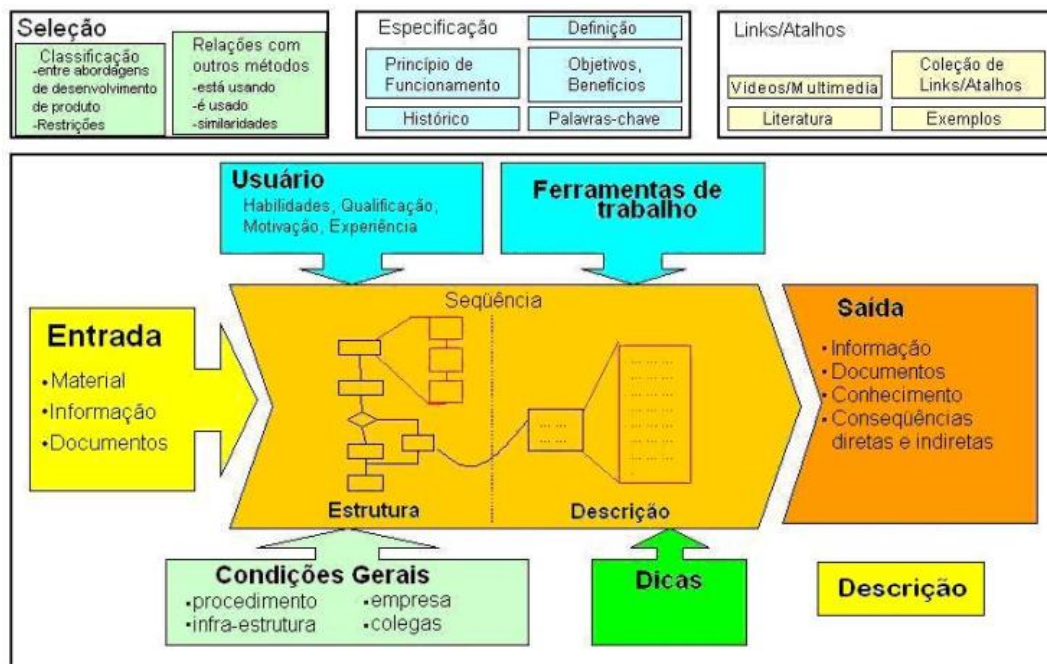 Seleção
Classificação
-entre abordagens
de desenvolvimento
de produto
-Restrições
Relações com
outros métodos
-está usando
-é usado
-similaridades
Especificação
Definição
Princípio de
Funcionamento
Objetivos,
Benefícios
Histórico
Palavras-chave
Links/Atalhos
Vídeos/Multimedia
Coleção de
Links/Atalhos
Literatura
Exemplos
Usuário
Habilidades, Qualificação,
Motivação, Experiência
Ferramentas de
trabalho
Entrada
•Material
•Informação
•Documentos
Seqüência
Estrutura
Descrição
Saída
•Informação
•Documentos
•Conhecimento
•Conseqüências
diretas e indiretas
Condições Gerais
•procedimento •empresa
•infra-estrutura •colegas
Dicas
Descrição